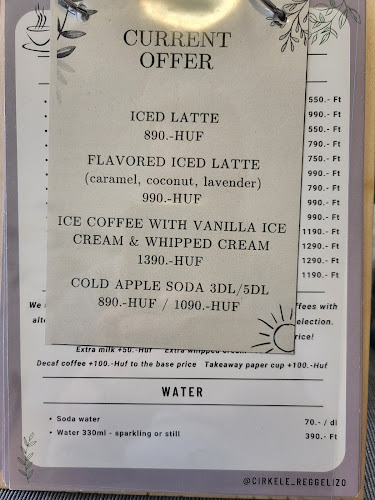 CURRENT
OFFER
ICED LATTE
890.-HUF
FLAVORED ICED LATTE
(caramel, coconut, lavender)
990.-HUF
ICE COFFEE WITH VANILLA ICE
CREAM & WHIPPED CREAM
1390.-HUF
COLD APPLE SODA 3DL/5DL
890.-HUF / 1090.-HUF
550.- Ft
990.- Ft
550.- Ft
790.- Ft
750.- Ft
990.- Ft
790.- Ft
990.- Ft
990.- Ft
1190.- Ft
1290.- Ft
1290.- Ft
1190.- Ft
We
with
Extra milk +50.-Huf Extra whipped
Decaf coffee +100.-Huf to the base price Takeaway paper cup +100.-Huf
WATER
• Soda water 70.- / dl
• Water 330ml - sparkling or still 390.- Ft
@CIRKELE_REGGELIZO